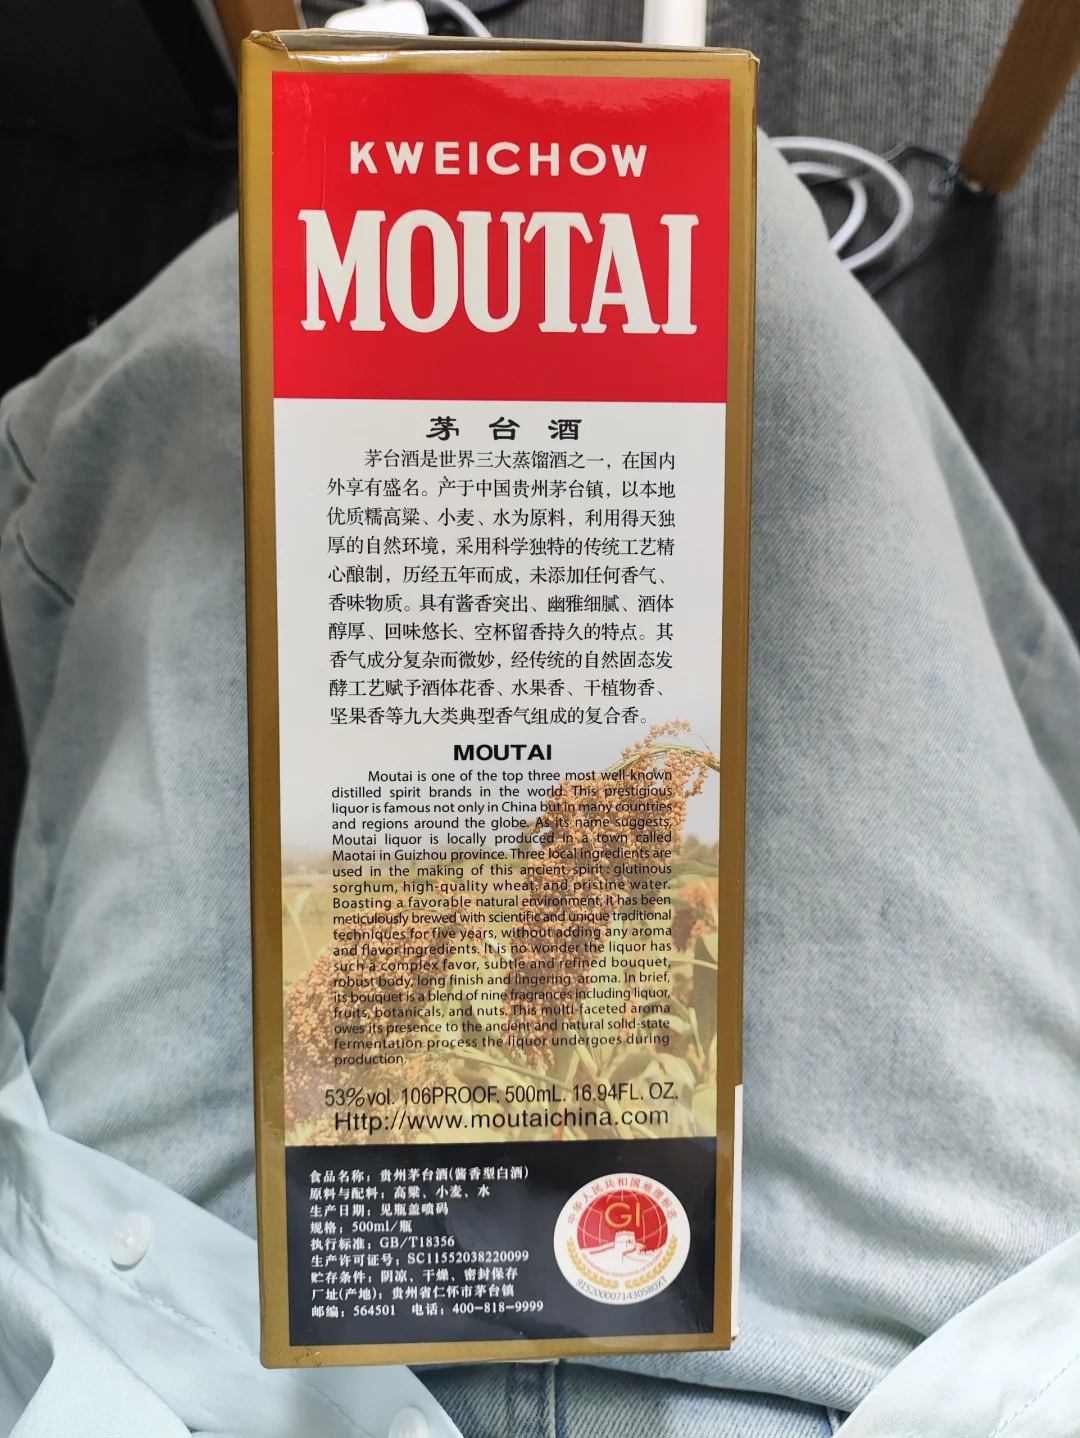 KWEICHOW
MOUTAI
茅台酒
茅台酒是世界三大蒸馏酒之一，在国内
外享有盛名。产于中国贵州茅台镇，以本地
优质糯高粱、小麦、水为原料，利用得天独
厚的自然环境，采用科学独特的传统工艺精
心酿制，历经五年而成，未添加任何香气、
香味物质。具有酱香突出、幽雅细腻、酒体
醇厚、回味悠长、空杯留香持久的特点。其
香气成分复杂而微妙，经传统的自然固态发
酵工艺赋予酒体花香、水果香、干植物香、
坚果香等九大类典型香气组成的复合香。
MOUTAI
Moutai is one of the top three most well-known
distilled spirit brands in the world. This prestigious
liquor is famous not only in China but in many countries
and regions around the globe. As its name suggests,
Moutai liquor is locally produced in a town called
Maotai in Guizhou province. Three local ingredients are
used in the making of this ancient spirit: glutinous
sorghum, high-quality wheat, and pristine water.
Boasting a favorable natural environment, it has been
meticulously brewed with scientific and unique traditional
techniques for five years, without adding any aroma
and flavor ingredients. It is no wonder the liquor has
such a complex favor, subtle and refined bouquet,
robust body, long finish and lingering aroma. In brief,
its bouquet is a blend of nine fragrances including liquor,
fruits, botanicals, and nuts. This multi-faceted aroma
owes its presence to the ancient and natural solid-state
fermentation process the liquor undergoes during
production.
53%vol. 106PROOF. 500mL. 16.94FL. OZ.
Http://www.moutaichina.com
食品名称：贵州茅台酒(酱香型白酒)
原料与配料：高粱、小麦、水
生产日期：见瓶盖喷码
规格：500ml/瓶
执行标准：GB/T18356
生产许可证号：SC11552038220099
贮存条件：阴凉、干燥、密封保存
厂址(产地)：贵州省仁怀市茅台镇
邮编：564501 电话：400-818-9999
中华人民共和国地理标志
GI
91520000714305801XT